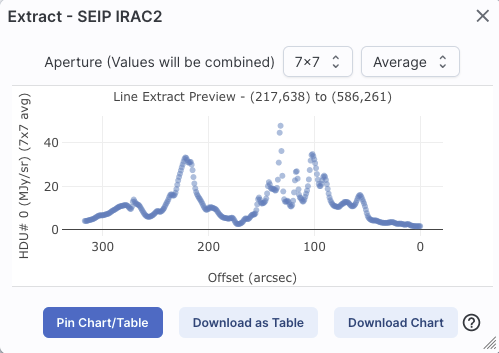 Extract - SEIP IRAC2
Aperture (Values will be combined) 7×7 Average
Line Extract Preview - (217,638) to (586,261)
HDU# 0 (MJy/sr) (7x7 avg)
40
20
0
300 200 100 0
Offset (arcsec)
Pin Chart/Table Download as Table Download Chart ?